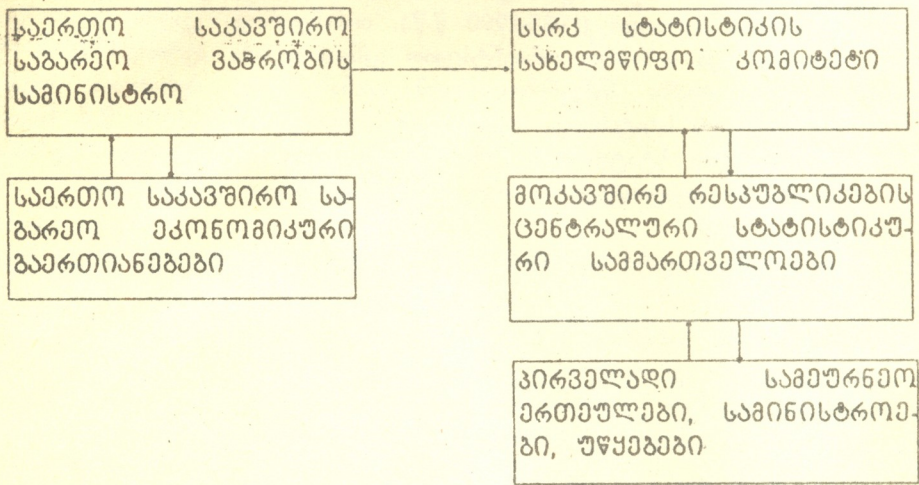 საერთო საკავშირო
საგარეო ვაჭრობის
სამინისტრო
სსრკ სტატისტიკის
სახელმწიფო კომიტეტი
საერთო საკავშირო სა-
გარეო ეკონომიკური
გაერთიანებები
მოკავშირე რესპუბლიკების
ცენტრალური სტატისტიკუ-
რი სამმართველოები
პირველადი სამეურნეო
ერთეულები, სამინისტროე-
ბი, უწყებები